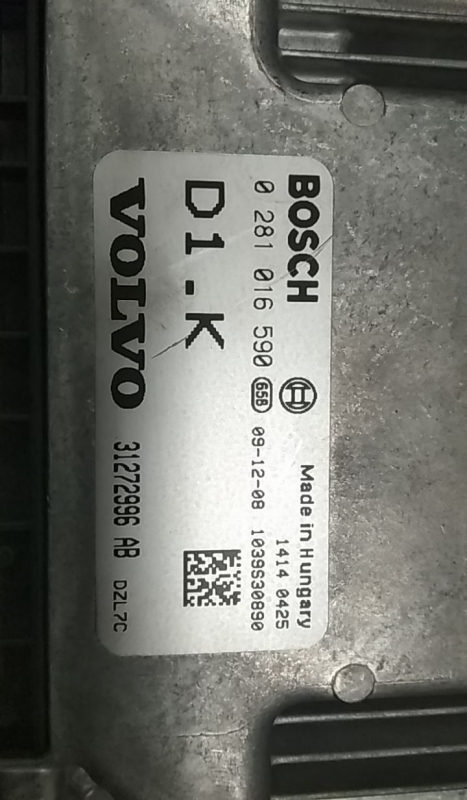 BOSCH
Made in Hungary
1414 0425
0 281 016 590 658 09-12-08 1039S30890
D1.K
VOLVO 31272996 AB DZL7C